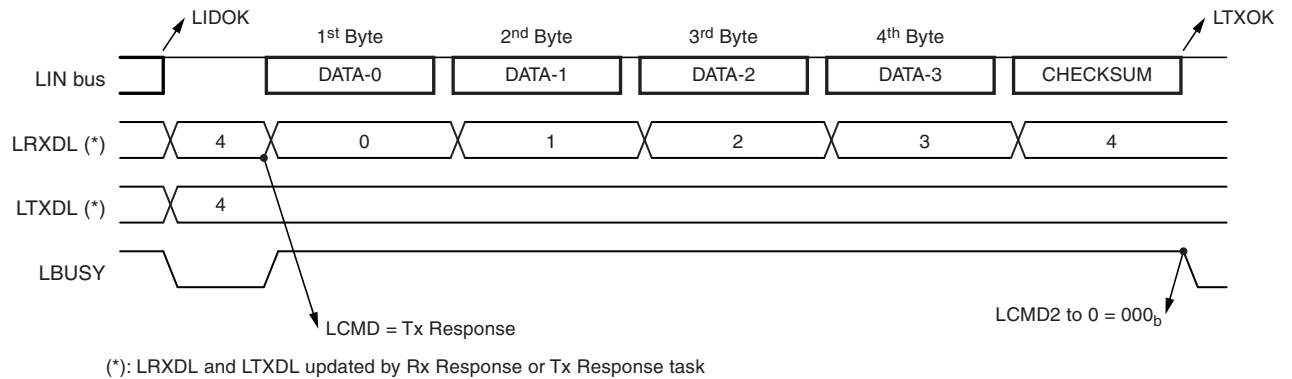 LIDOK LTXOK
1st Byte 2nd Byte 3rd Byte 4th Byte
LIN bus DATA-0 DATA-1 DATA-2 DATA-3 CHECKSUM
LRXDL (*) 4 0 1 2 3 4
LTXDL (*) 4
LBUSY
LCMD = Tx Response LCMD2 to 0 = 000b
(*): LRXDL and LTXDL updated by Rx Response or Tx Response task